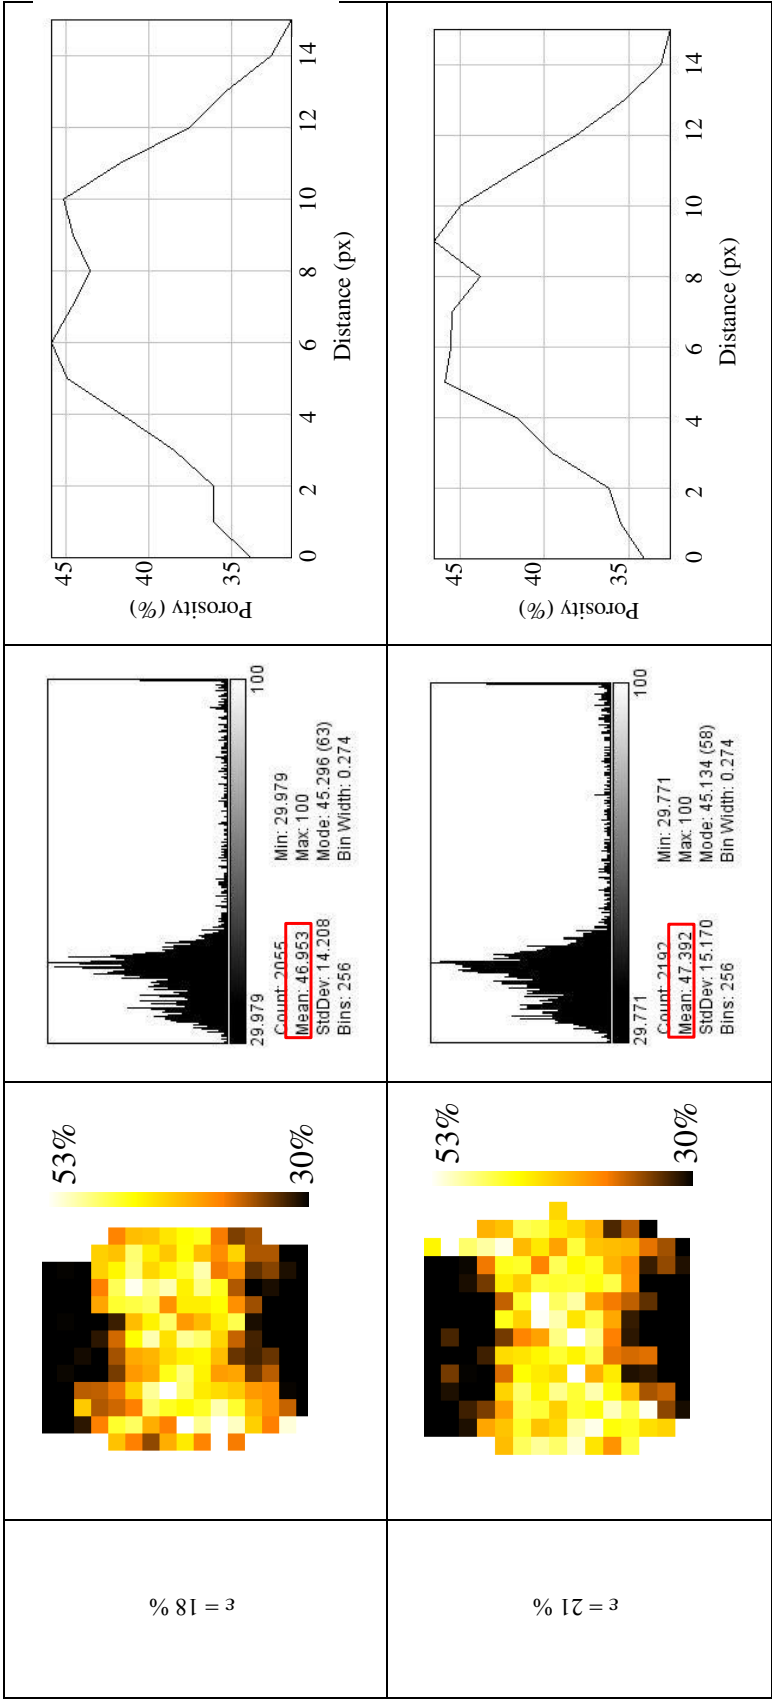 ε = 18 %
53%
30%
29.979
100
Count: 2055
Min: 29.979
Mean: 46.953
Max: 100
StdDev: 14.208
Mode: 45.296 (63)
Bins: 256
Bin Width: 0.274
Porosity (%)
45
40
35
0 2 4 6 8 10 12 14
Distance (px)
ε = 21 %
53%
30%
29.771
100
Count: 2192
Min: 29.771
Mean: 47.392
Max: 100
StdDev: 15.170
Mode: 45.134 (58)
Bins: 256
Bin Width: 0.274
Porosity (%)
45
40
35
0 2 4 6 8 10 12 14
Distance (px)